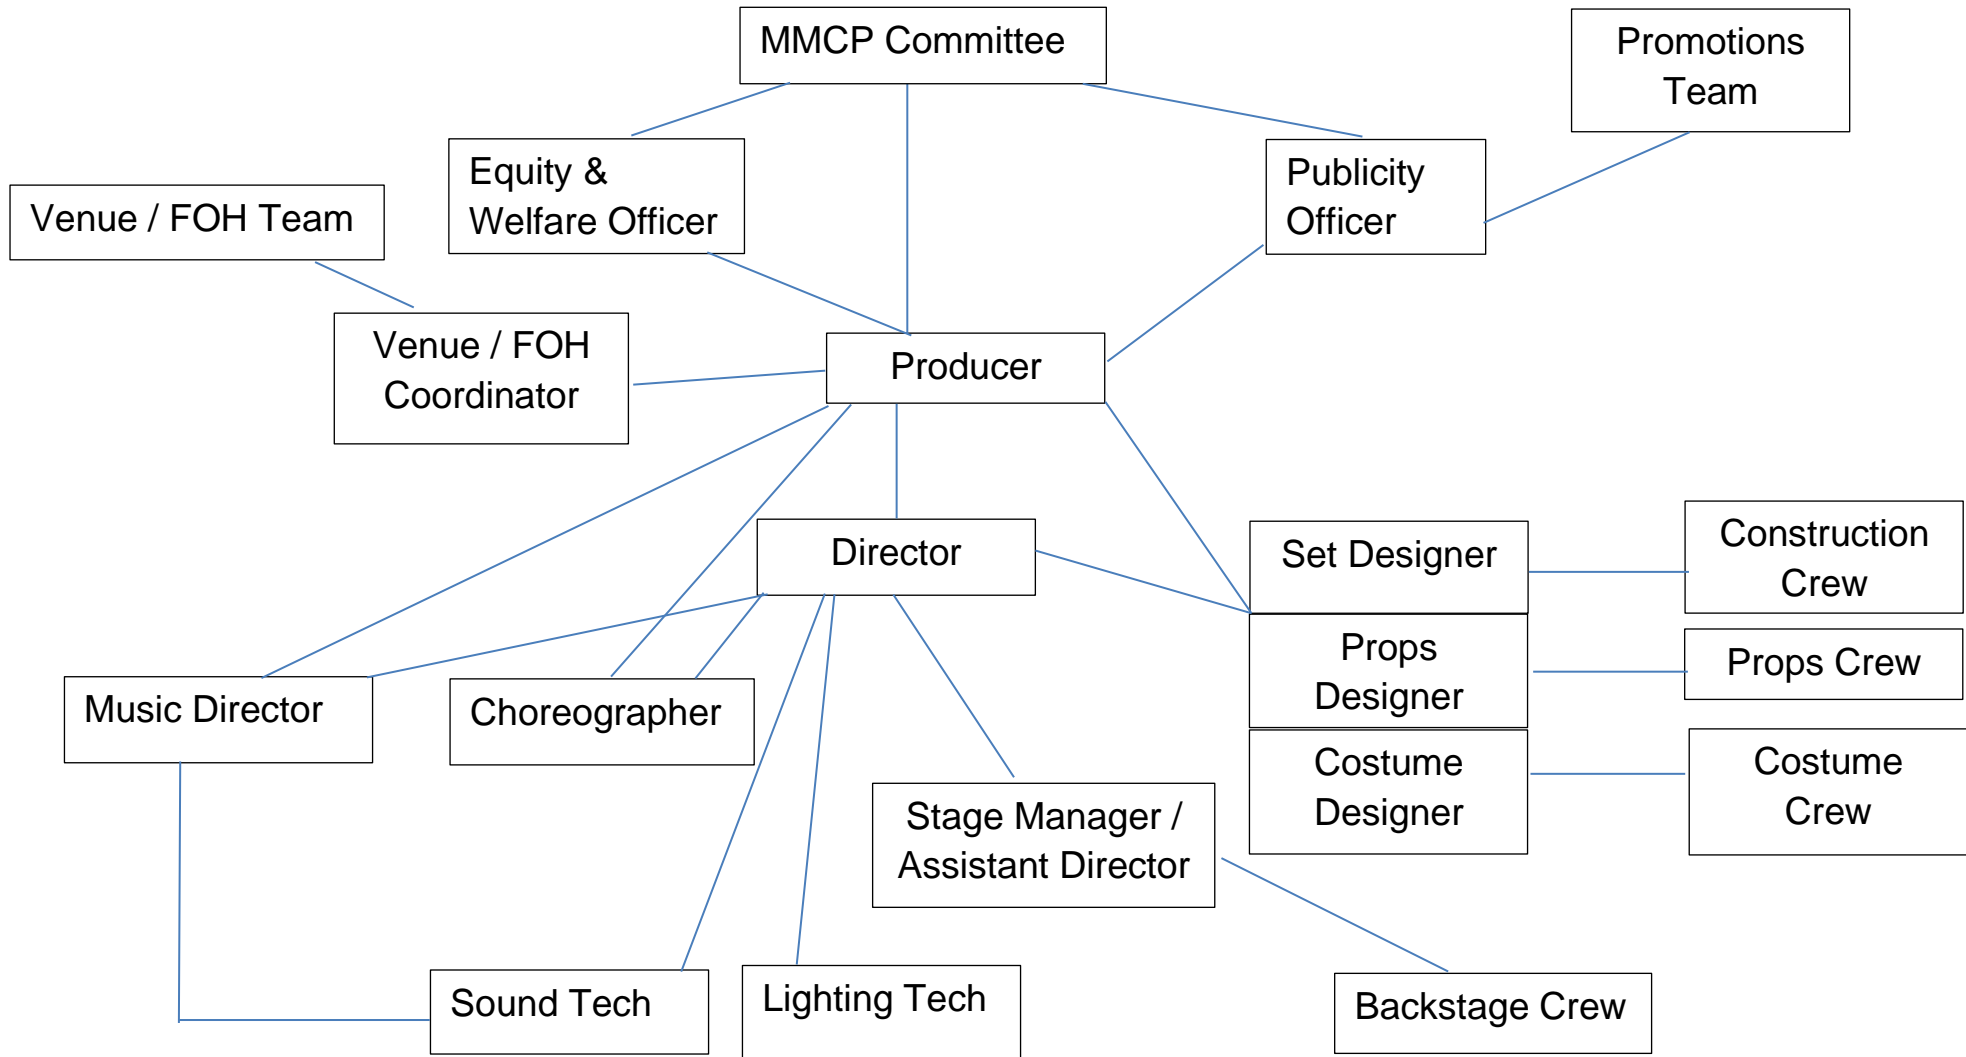 MMCP Committee
Promotions
Team
Equity &
Welfare Officer
Publicity
Officer
Venue / FOH Team
Venue / FOH
Coordinator
Producer
Director
Set Designer
Construction
Crew
Props
Designer
Props Crew
Music Director
Choreographer
Costume
Designer
Costume
Crew
Stage Manager /
Assistant Director
Sound Tech
Lighting Tech
Backstage Crew